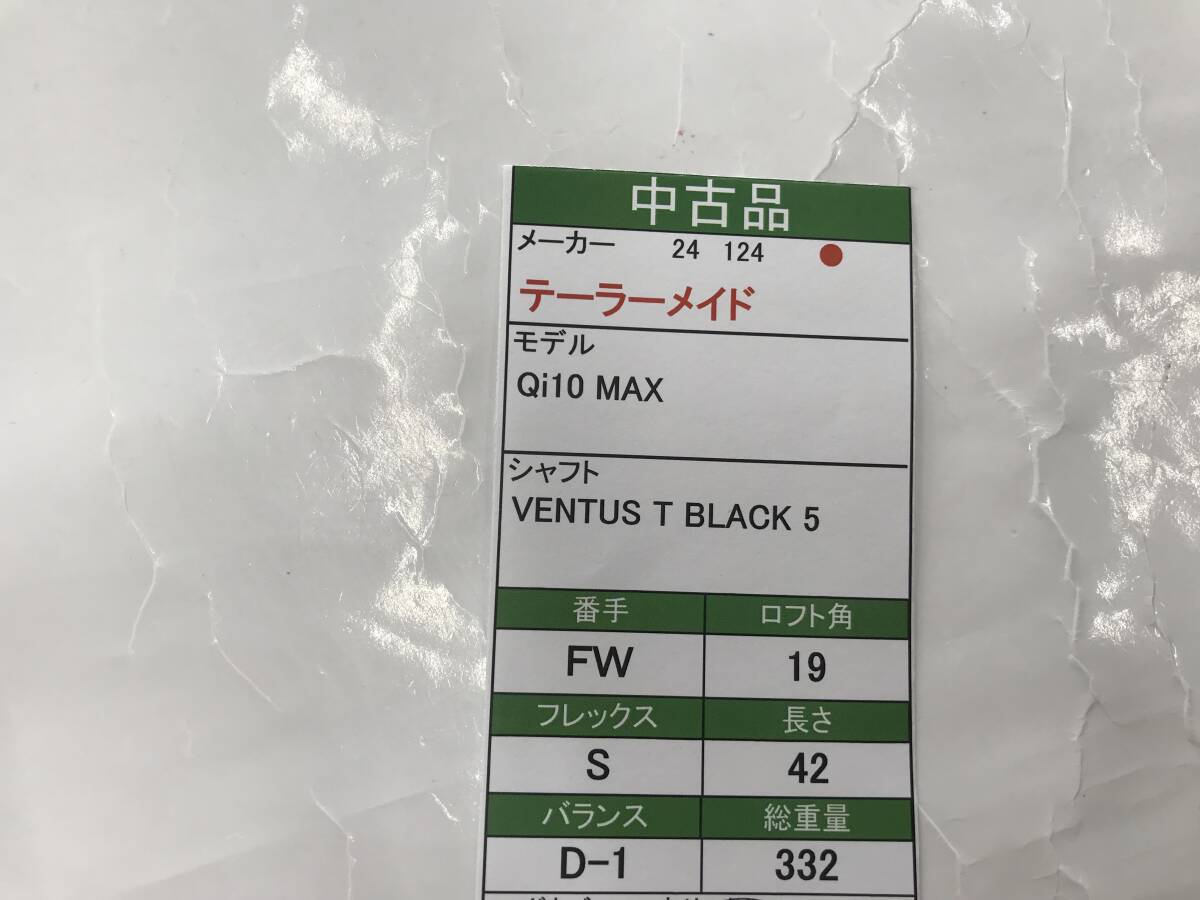 中古品
メーカー 24 124
テーラーメイド
モデル
Qi10 MAX
シャフト
VENTUS T BLACK 5
番手 ロフト角
FW 19
フレックス 長さ
S 42
バランス 総重量
D-1 332